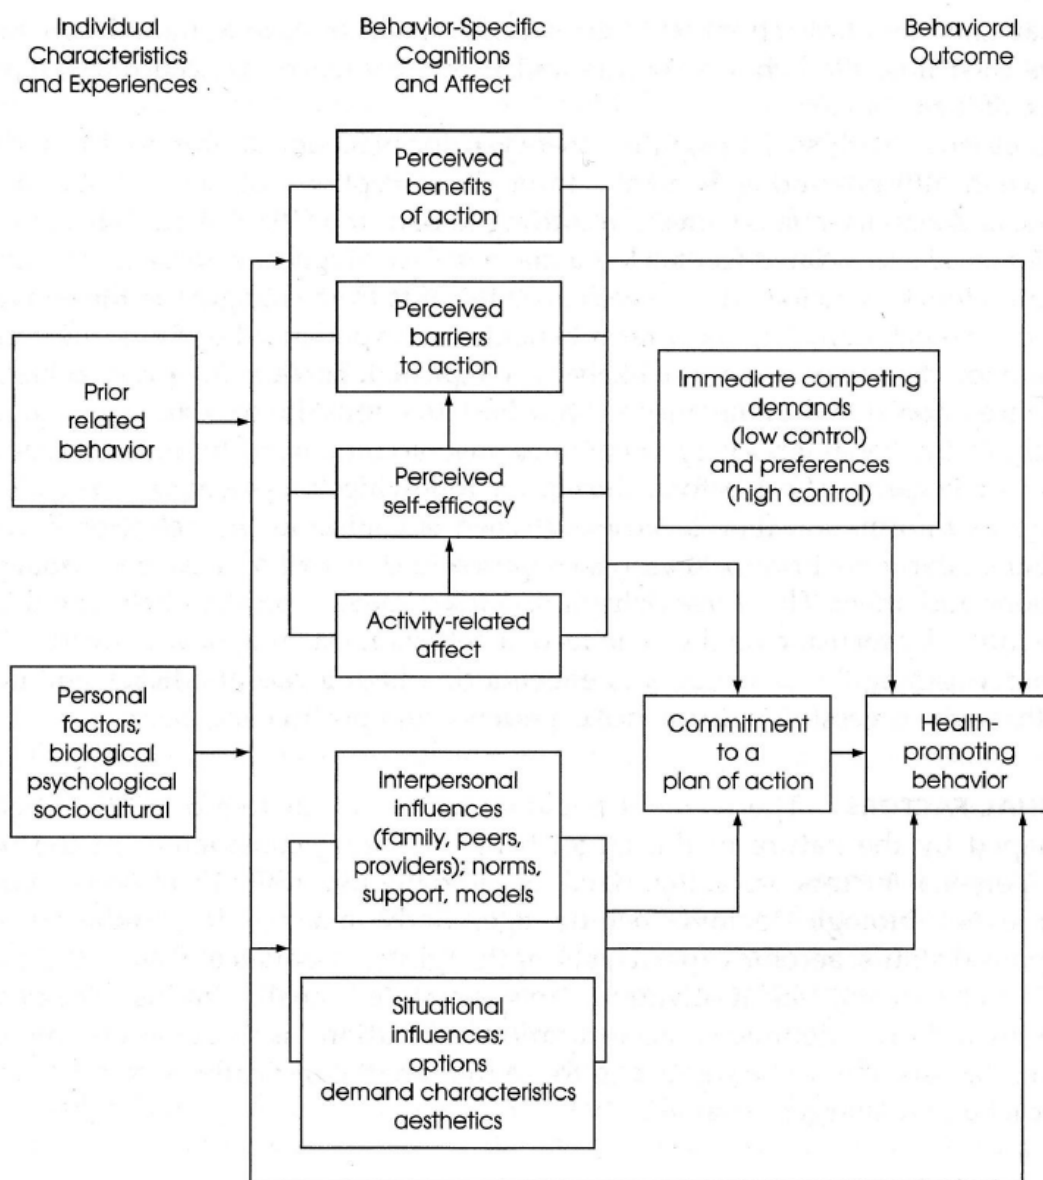 Individual
Characteristics
and Experiences
Behavior-Specific
Cognitions
and Affect
Behavioral
Outcome
Perceived
benefits
of action
Perceived
barriers
to action
Prior
related
behavior
Immediate competing
demands
(low control)
and preferences
(high control)
Perceived
self-efficacy
Activity-related
affect
Personal
factors;
biological
psychological
sociocultural
Commitment
to a
plan of action
Health-
promoting
behavior
Interpersonal
influences
(family, peers,
providers); norms,
support, models
Situational
influences;
options
demand characteristics
aesthetics